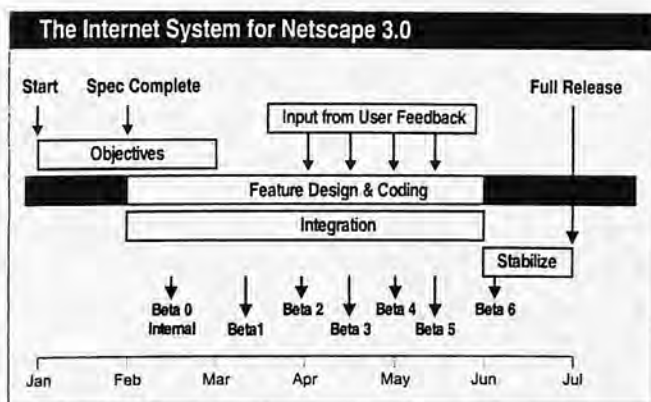 The Internet System for Netscape 3.0
Start
Spec Complete
Full Release
Input from User Feedback
Objectives
Feature Design & Coding
Integration
Stabilize
Beta 0
Internal
Beta1
Beta 2
Beta 3
Beta 4
Beta 5
Beta 6
Jan
Feb
Mar
Apr
May
Jun
Jul